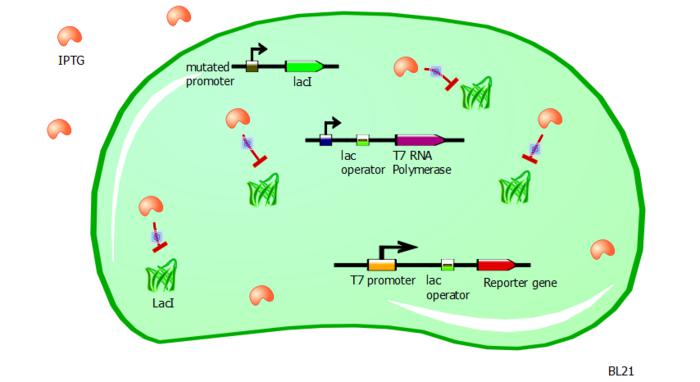 IPTG
mutated
promoter
lacI
lac
operator
T7 RNA
Polymerase
LacI
T7 promoter
lac
operator
Reporter gene
BL21